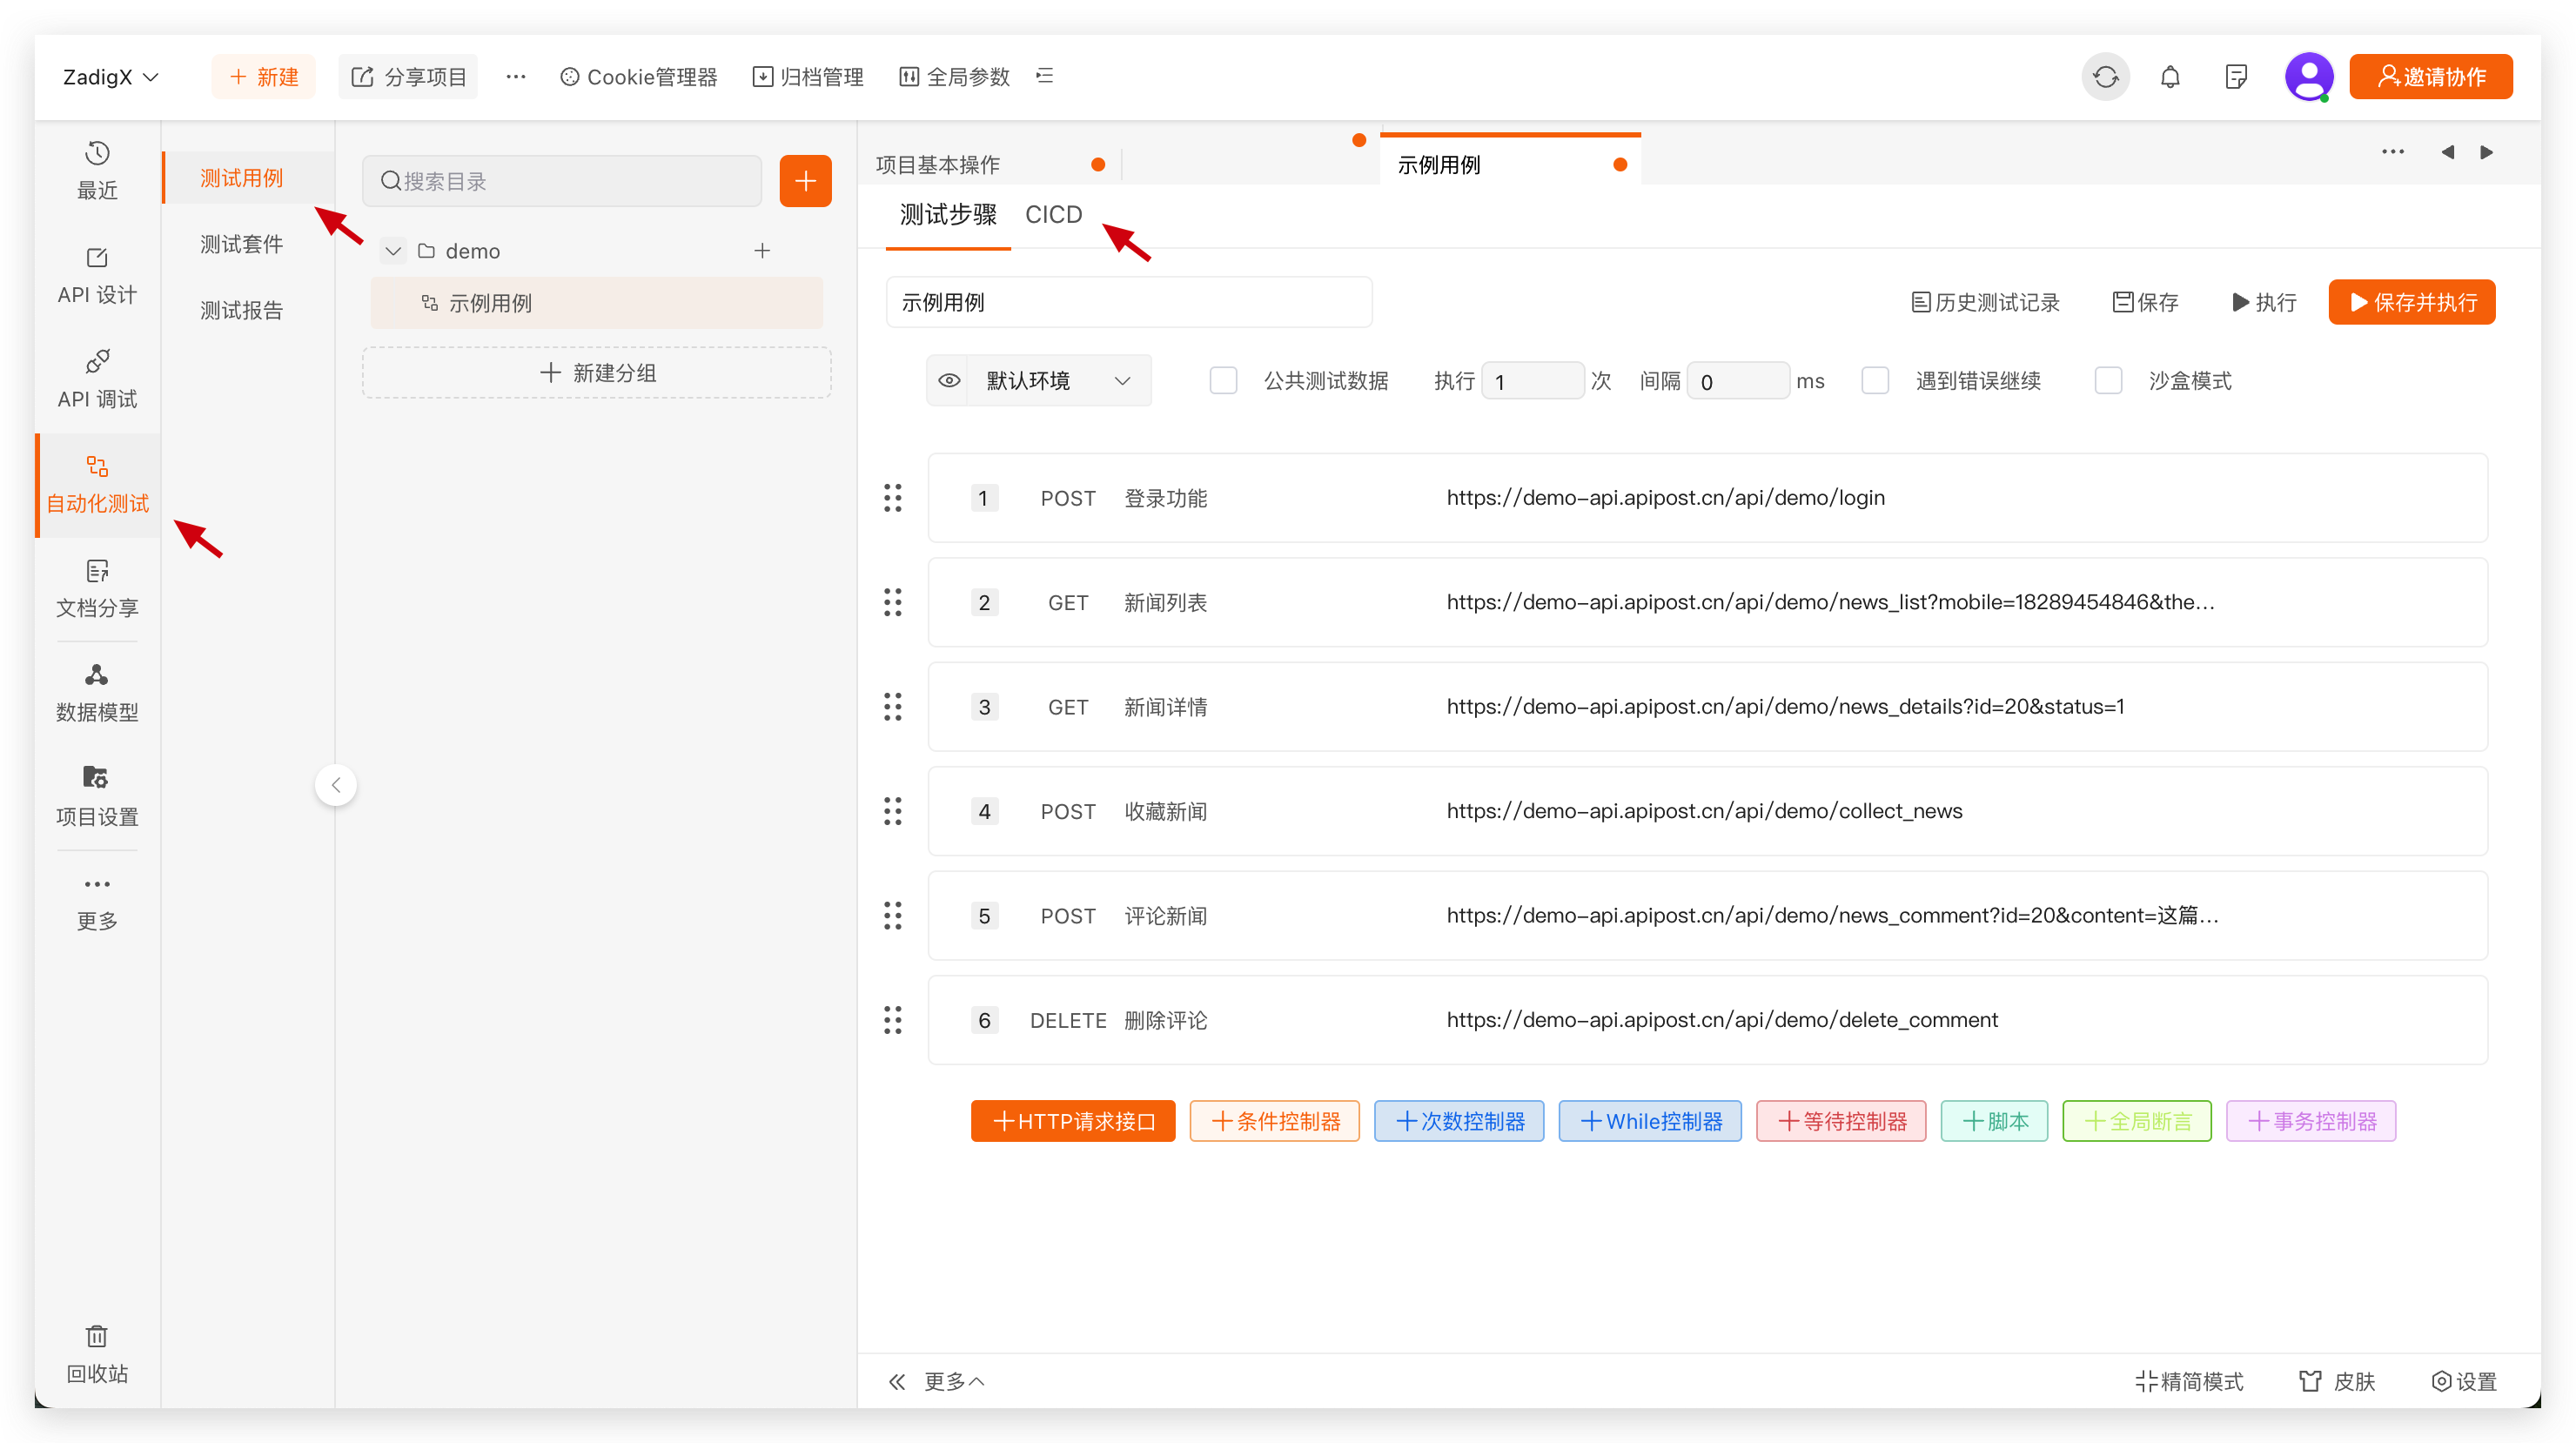 ZadigX
新建
分享项目
Cookie管理器
归档管理
全局参数
邀请协作
最近
API 设计
API 调试
自动化测试
文档分享
数据模型
项目设置
更多
回收站
测试用例
测试套件
测试报告
搜索目录
demo
示例用例
新建分组
项目基本操作
示例用例
测试步骤 CICD
示例用例
历史测试记录 保存 执行 保存并执行
默认环境 公共测试数据 执行 1 次 间隔 0 ms 遇到错误继续 沙盒模式
1 POST 登录功能 https://demo-api.apipost.cn/api/demo/login
2 GET 新闻列表 https://demo-api.apipost.cn/api/demo/news_list?mobile=18289454846&the...
3 GET 新闻详情 https://demo-api.apipost.cn/api/demo/news_details?id=20&status=1
4 POST 收藏新闻 https://demo-api.apipost.cn/api/demo/collect_news
5 POST 评论新闻 https://demo-api.apipost.cn/api/demo/news_comment?id=20&content=这篇...
6 DELETE 删除评论 https://demo-api.apipost.cn/api/demo/delete_comment
+HTTP请求接口 +条件控制器 +次数控制器 +While控制器 +等待控制器 +脚本 +全局断言 +事务控制器
更多
精简模式 皮肤 设置